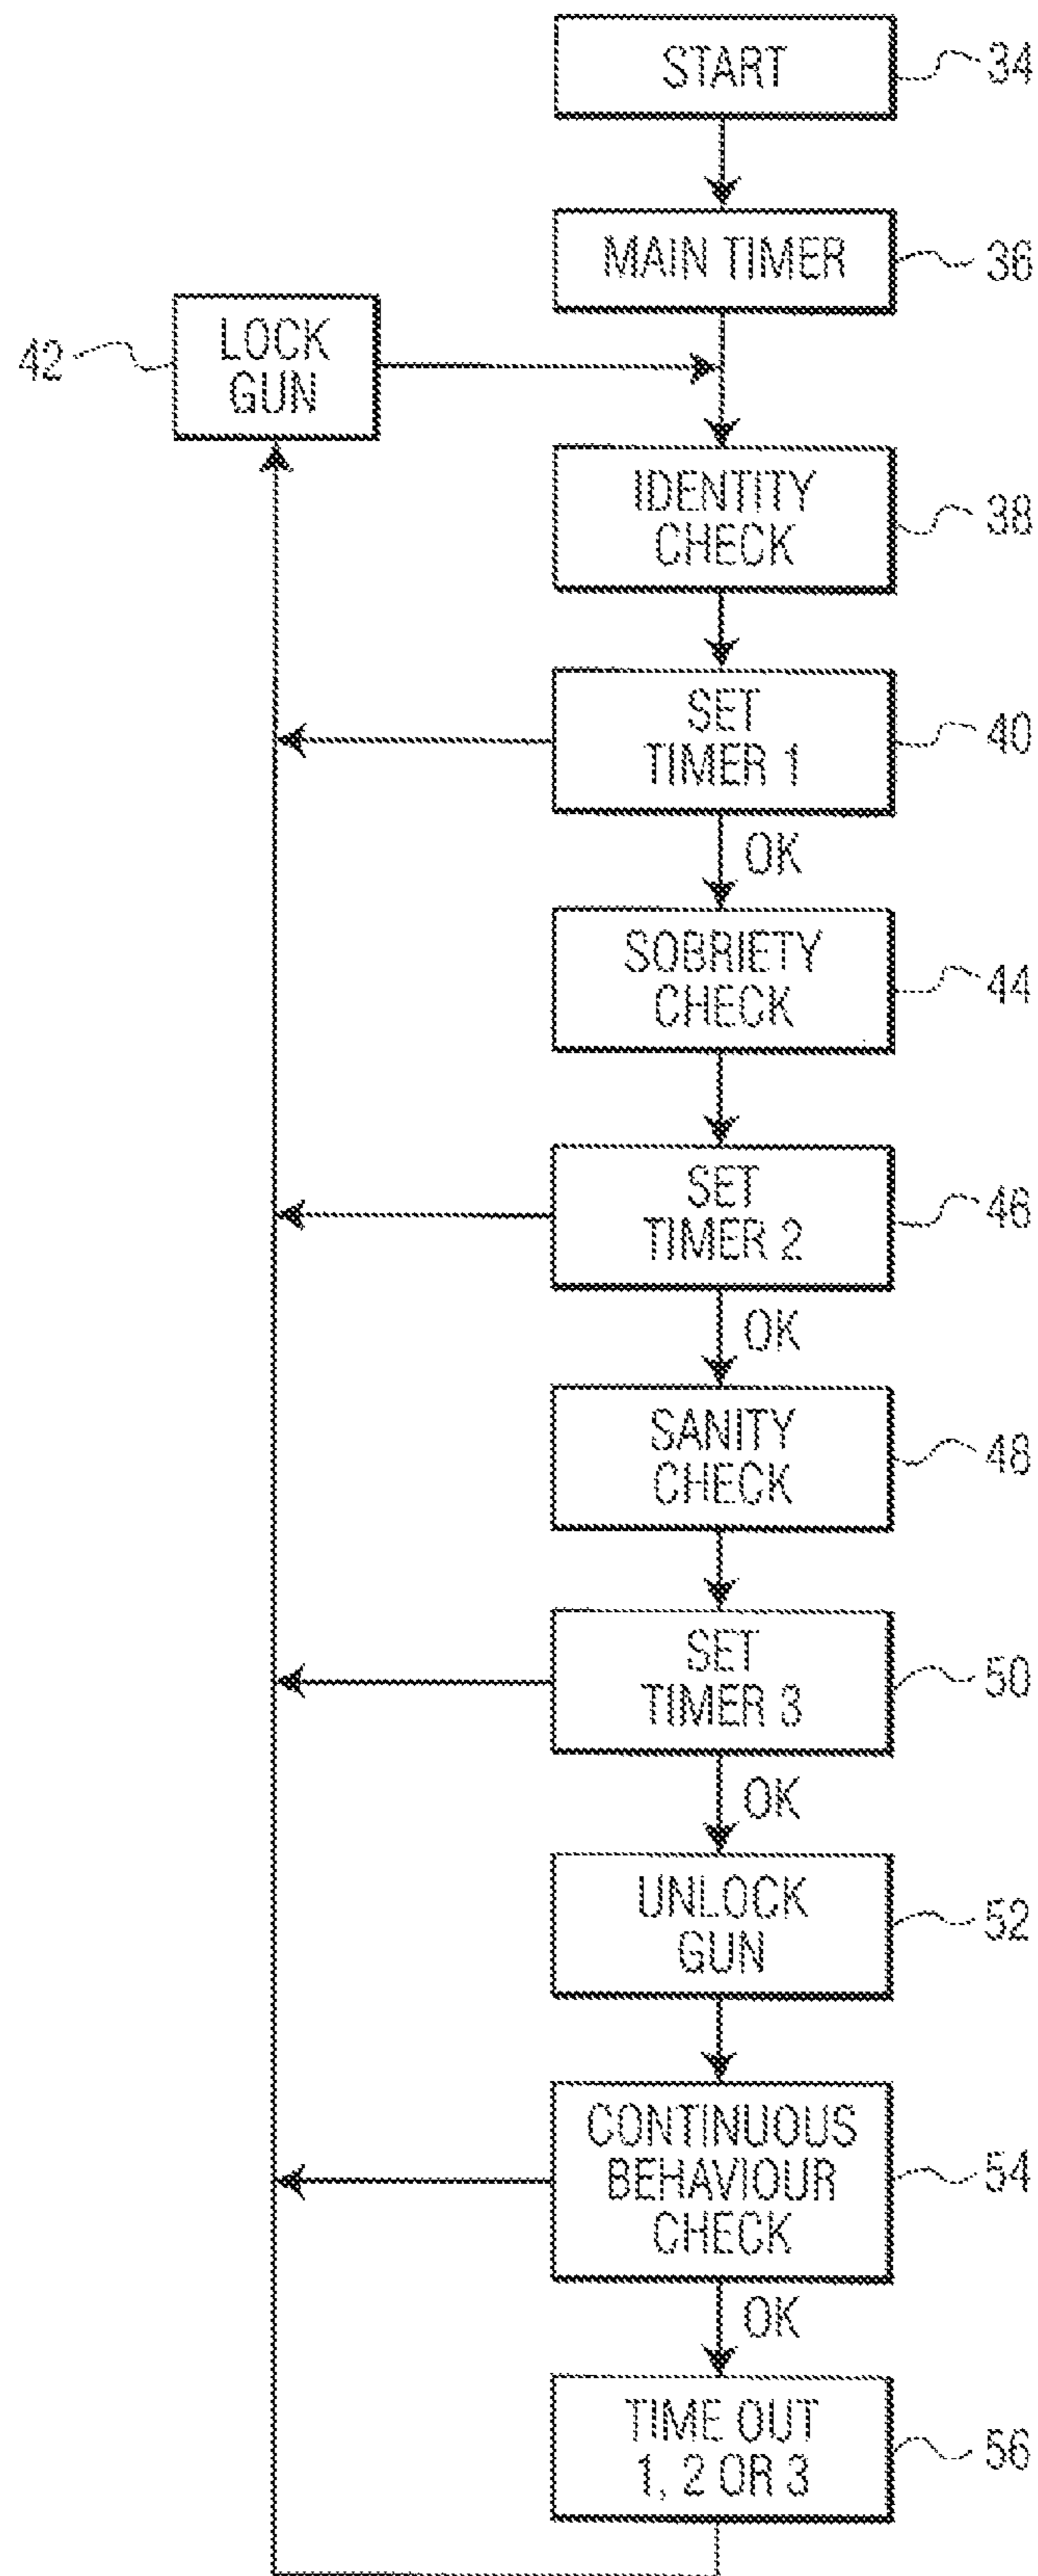 START
34
MAIN TIMER
36
LOCK
GUN
42
IDENTITY
CHECK
38
SET
TIMER 1
40
OK
SOBRIETY
CHECK
44
SET
TIMER 2
46
OK
SANITY
CHECK
48
SET
TIMER 3
50
OK
UNLOCK
GUN
52
CONTINUOUS
BEHAVIOUR
CHECK
54
OK
TIME OUT
1, 2 OR 3
56